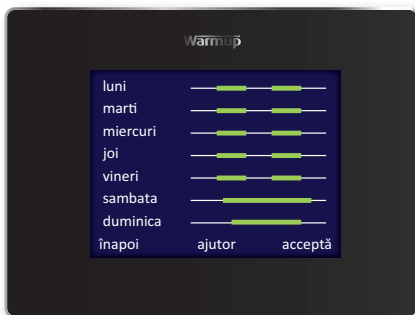 Warmup
luni
marti
miercuri
joi
vineri
sambata
duminica
înapoi ajutor acceptă